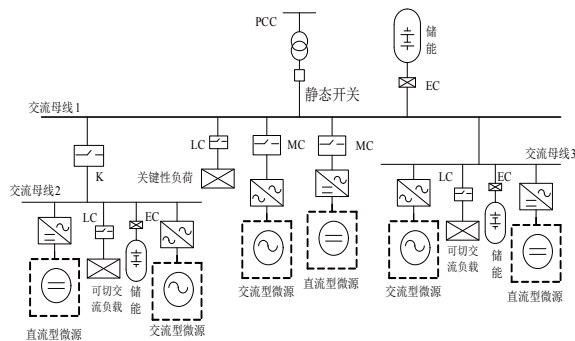 PCC
储
能
EC
静态开关
交流母线1
LC
MC
MC
K
关键性负荷
交流母线3
LC
EC
交流母线2
LC
EC
可切交
流负载
储
能
可切交
流负载
储
能
直流型微源
交流型微源
交流型微源
直流型微源
交流型微源
直流型微源